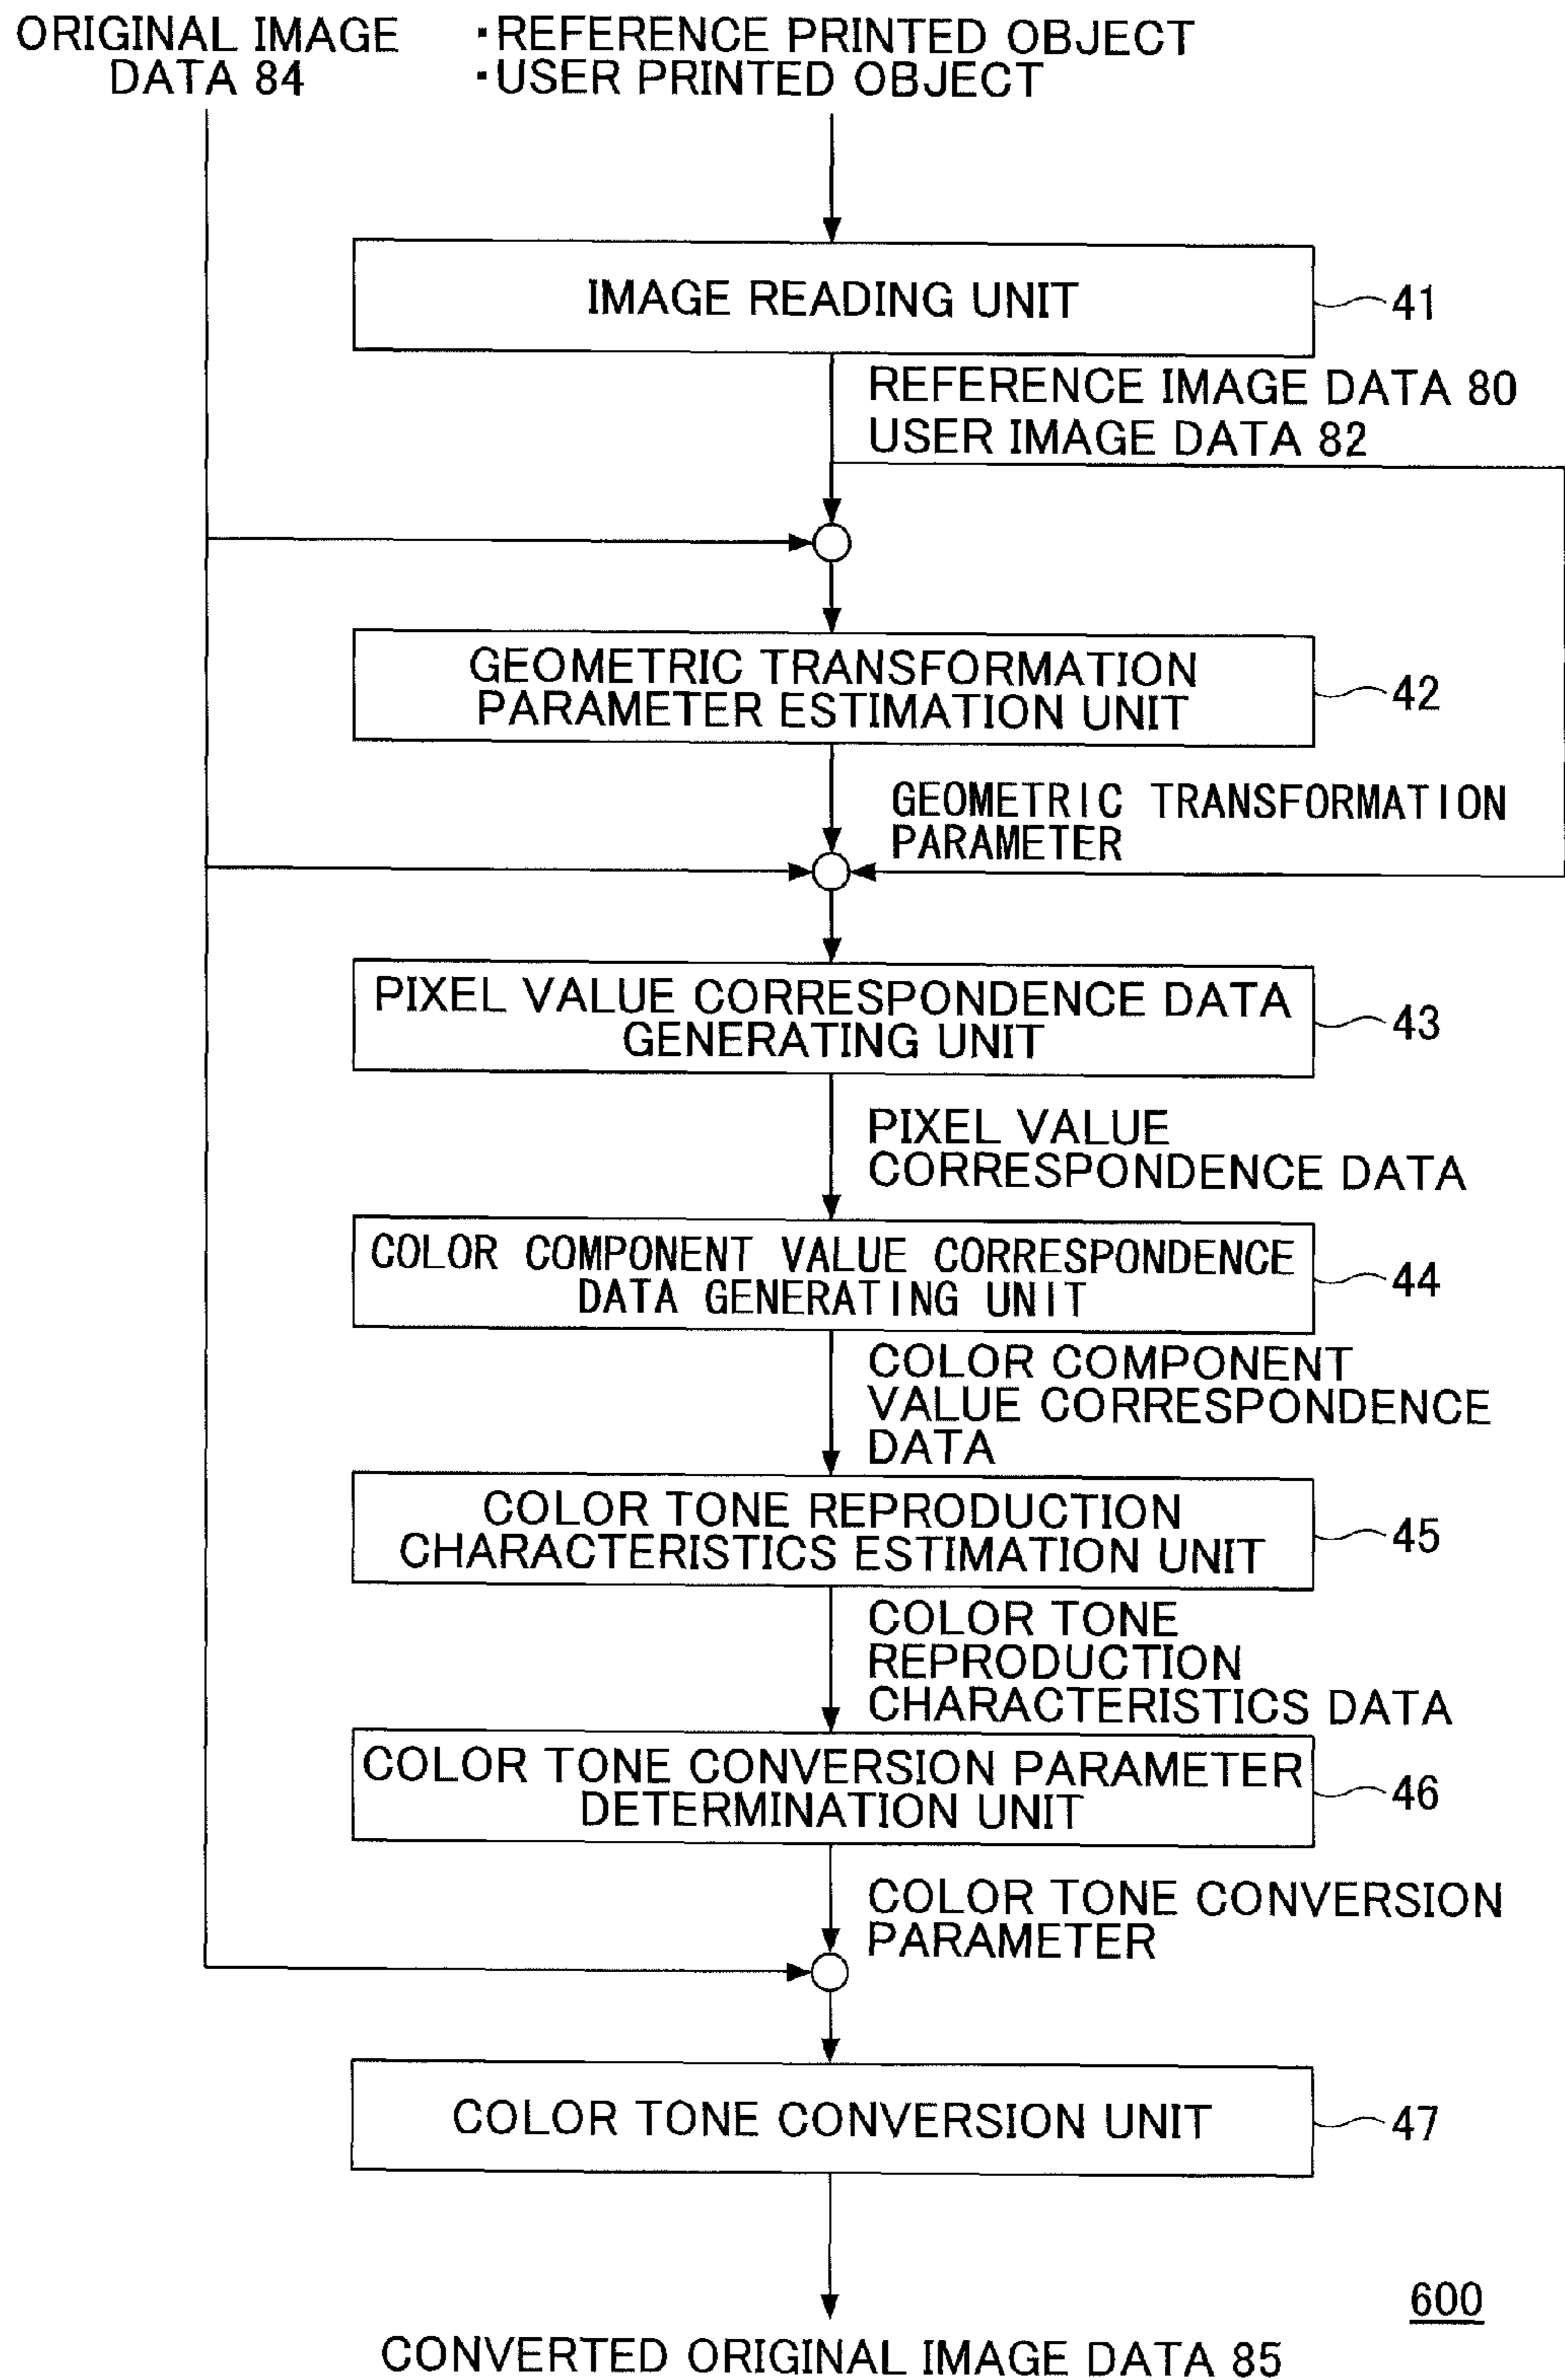 ORIGINAL IMAGE
DATA 84
・REFERENCE PRINTED OBJECT
・USER PRINTED OBJECT
IMAGE READING UNIT
41
REFERENCE IMAGE DATA 80
USER IMAGE DATA 82
GEOMETRIC TRANSFORMATION
PARAMETER ESTIMATION UNIT
42
GEOMETRIC TRANSFORMATION
PARAMETER
PIXEL VALUE CORRESPONDENCE DATA
GENERATING UNIT
43
PIXEL VALUE
CORRESPONDENCE DATA
COLOR COMPONENT VALUE CORRESPONDENCE
DATA GENERATING UNIT
44
COLOR COMPONENT
VALUE CORRESPONDENCE
DATA
COLOR TONE REPRODUCTION
CHARACTERISTICS ESTIMATION UNIT
45
COLOR TONE
REPRODUCTION
CHARACTERISTICS DATA
COLOR TONE CONVERSION PARAMETER
DETERMINATION UNIT
46
COLOR TONE CONVERSION
PARAMETER
COLOR TONE CONVERSION UNIT
47
600
CONVERTED ORIGINAL IMAGE DATA 85